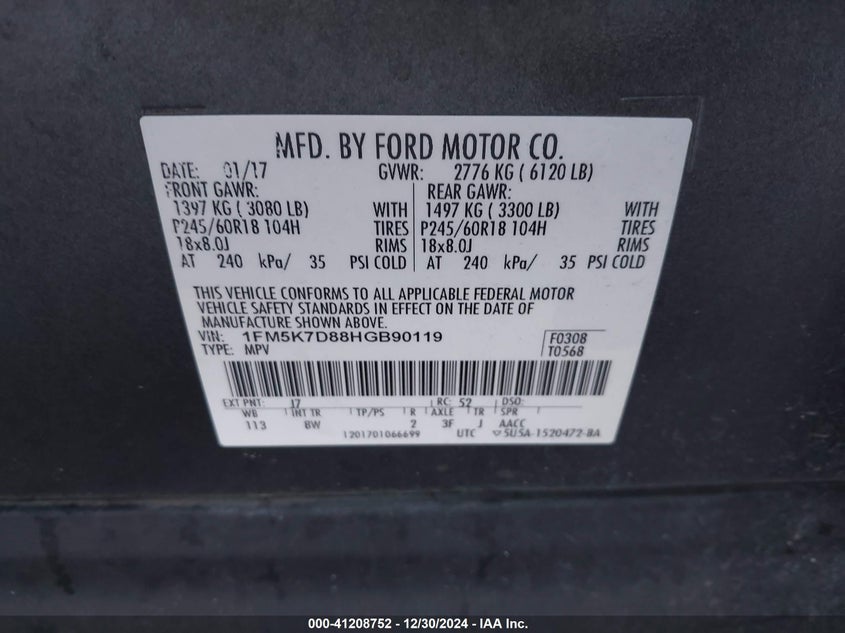 MFD. BY FORD MOTOR CO.
DATE: 01/17 GVWR: 2776 KG ( 6120 LB)
FRONT GAWR: REAR GAWR:
1397 KG ( 3080 LB) WITH 1497 KG ( 3300 LB) WITH
P245/60R18 104H TIRES P245/60R18 104H TIRES
18x8.0J RIMS 18x8.0J RIMS
AT 240 kPa/ 35 PSI COLD AT 240 kPa/ 35 PSI COLD
THIS VEHICLE CONFORMS TO ALL APPLICABLE FEDERAL MOTOR
VEHICLE SAFETY STANDARDS IN EFFECT ON THE DATE OF
MANUFACTURE SHOWN ABOVE.
VIN: 1FM5K7D88HGB90119 F0308
TYPE: MPV T0568
EXT PNT: J7 RC: 52 DSO:
WB INT TR TP/PS R AXLE TR SPR
113 BW 2 3F J AACC
1201701066699 UTC ▽5U5A-1520472-BA
000-41208752 - 12/30/2024 - IAA Inc.